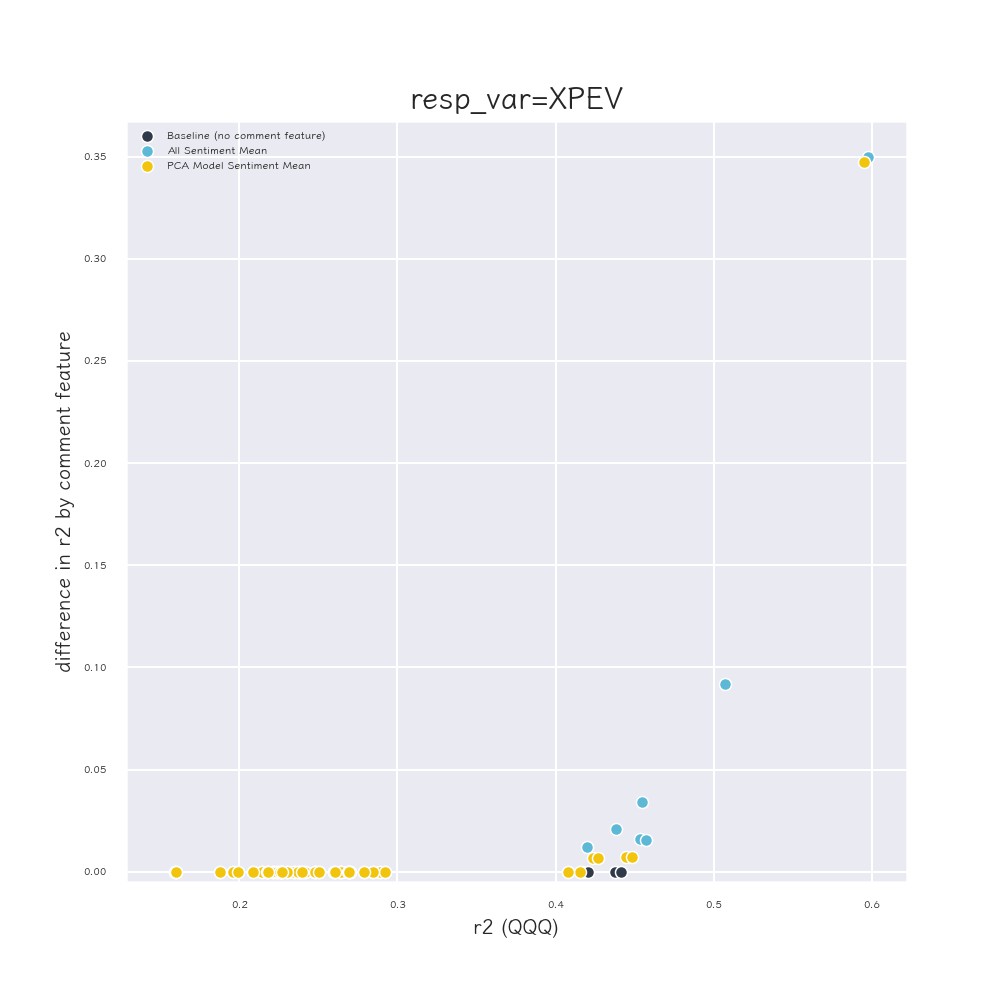 resp_var=XPEV
Baseline (no comment feature)
All Sentiment Mean
PCA Model Sentiment Mean
difference in r2 by comment feature
0.35
0.30
0.25
0.20
0.15
0.10
0.05
0.00
0.2
0.3
0.4
0.5
0.6
r2 (QQQ)